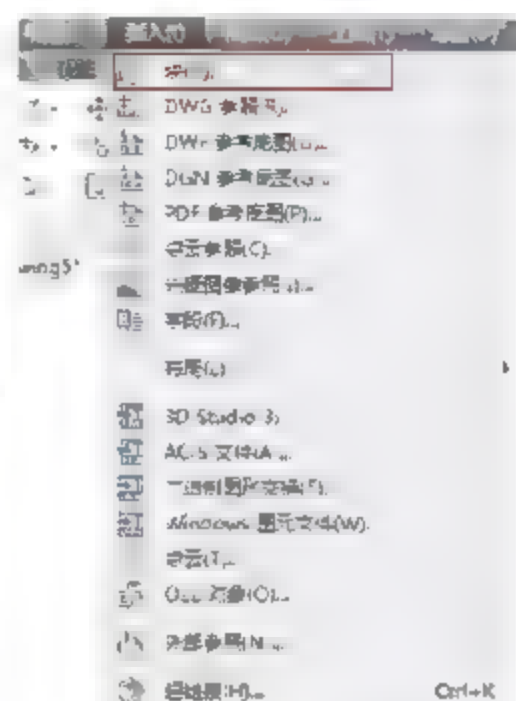 插入(I)
块(B)...
DWG 参照(R)...
DWF 参考底图(U)...
DGN 参考底图(G)...
PDF 参考底图(P)...
点云参照(C)...
光栅图像参照(I)...
字段(F)...
布局(L)
3D Studio(3)...
ACIS 文件(A)...
二进制图形交换(E)...
Windows 图元文件(W)...
OLE 对象(O)...
外部参照(N)...
超链接(H)... Ctrl+K